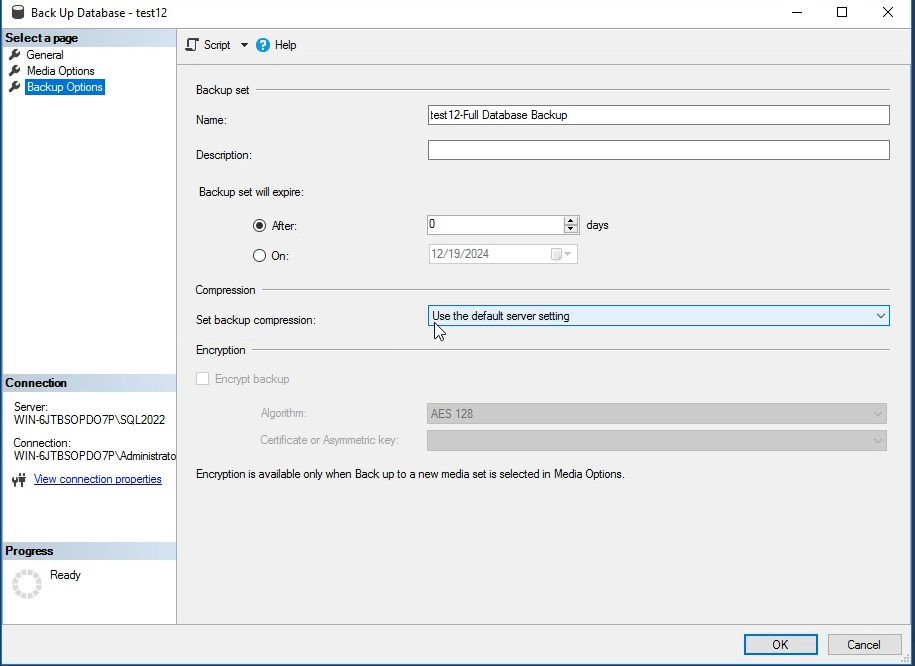 Back Up Database - test12
Select a page
General
Media Options
Backup Options
Script
Help
Backup set
Name:
test12-Full Database Backup
Description:
Backup set will expire:
After:
0
days
On:
12/19/2024
Compression
Set backup compression:
Use the default server setting
Encryption
Encrypt backup
Algorithm:
AES 128
Certificate or Asymmetric key:
Encryption is available only when Back up to a new media set is selected in Media Options.
Connection
Server:
WIN-6JTBSOPDO7P\SQL2022
Connection:
WIN-6JTBSOPDO7P\Administrato
View connection properties
Progress
Ready
OK
Cancel